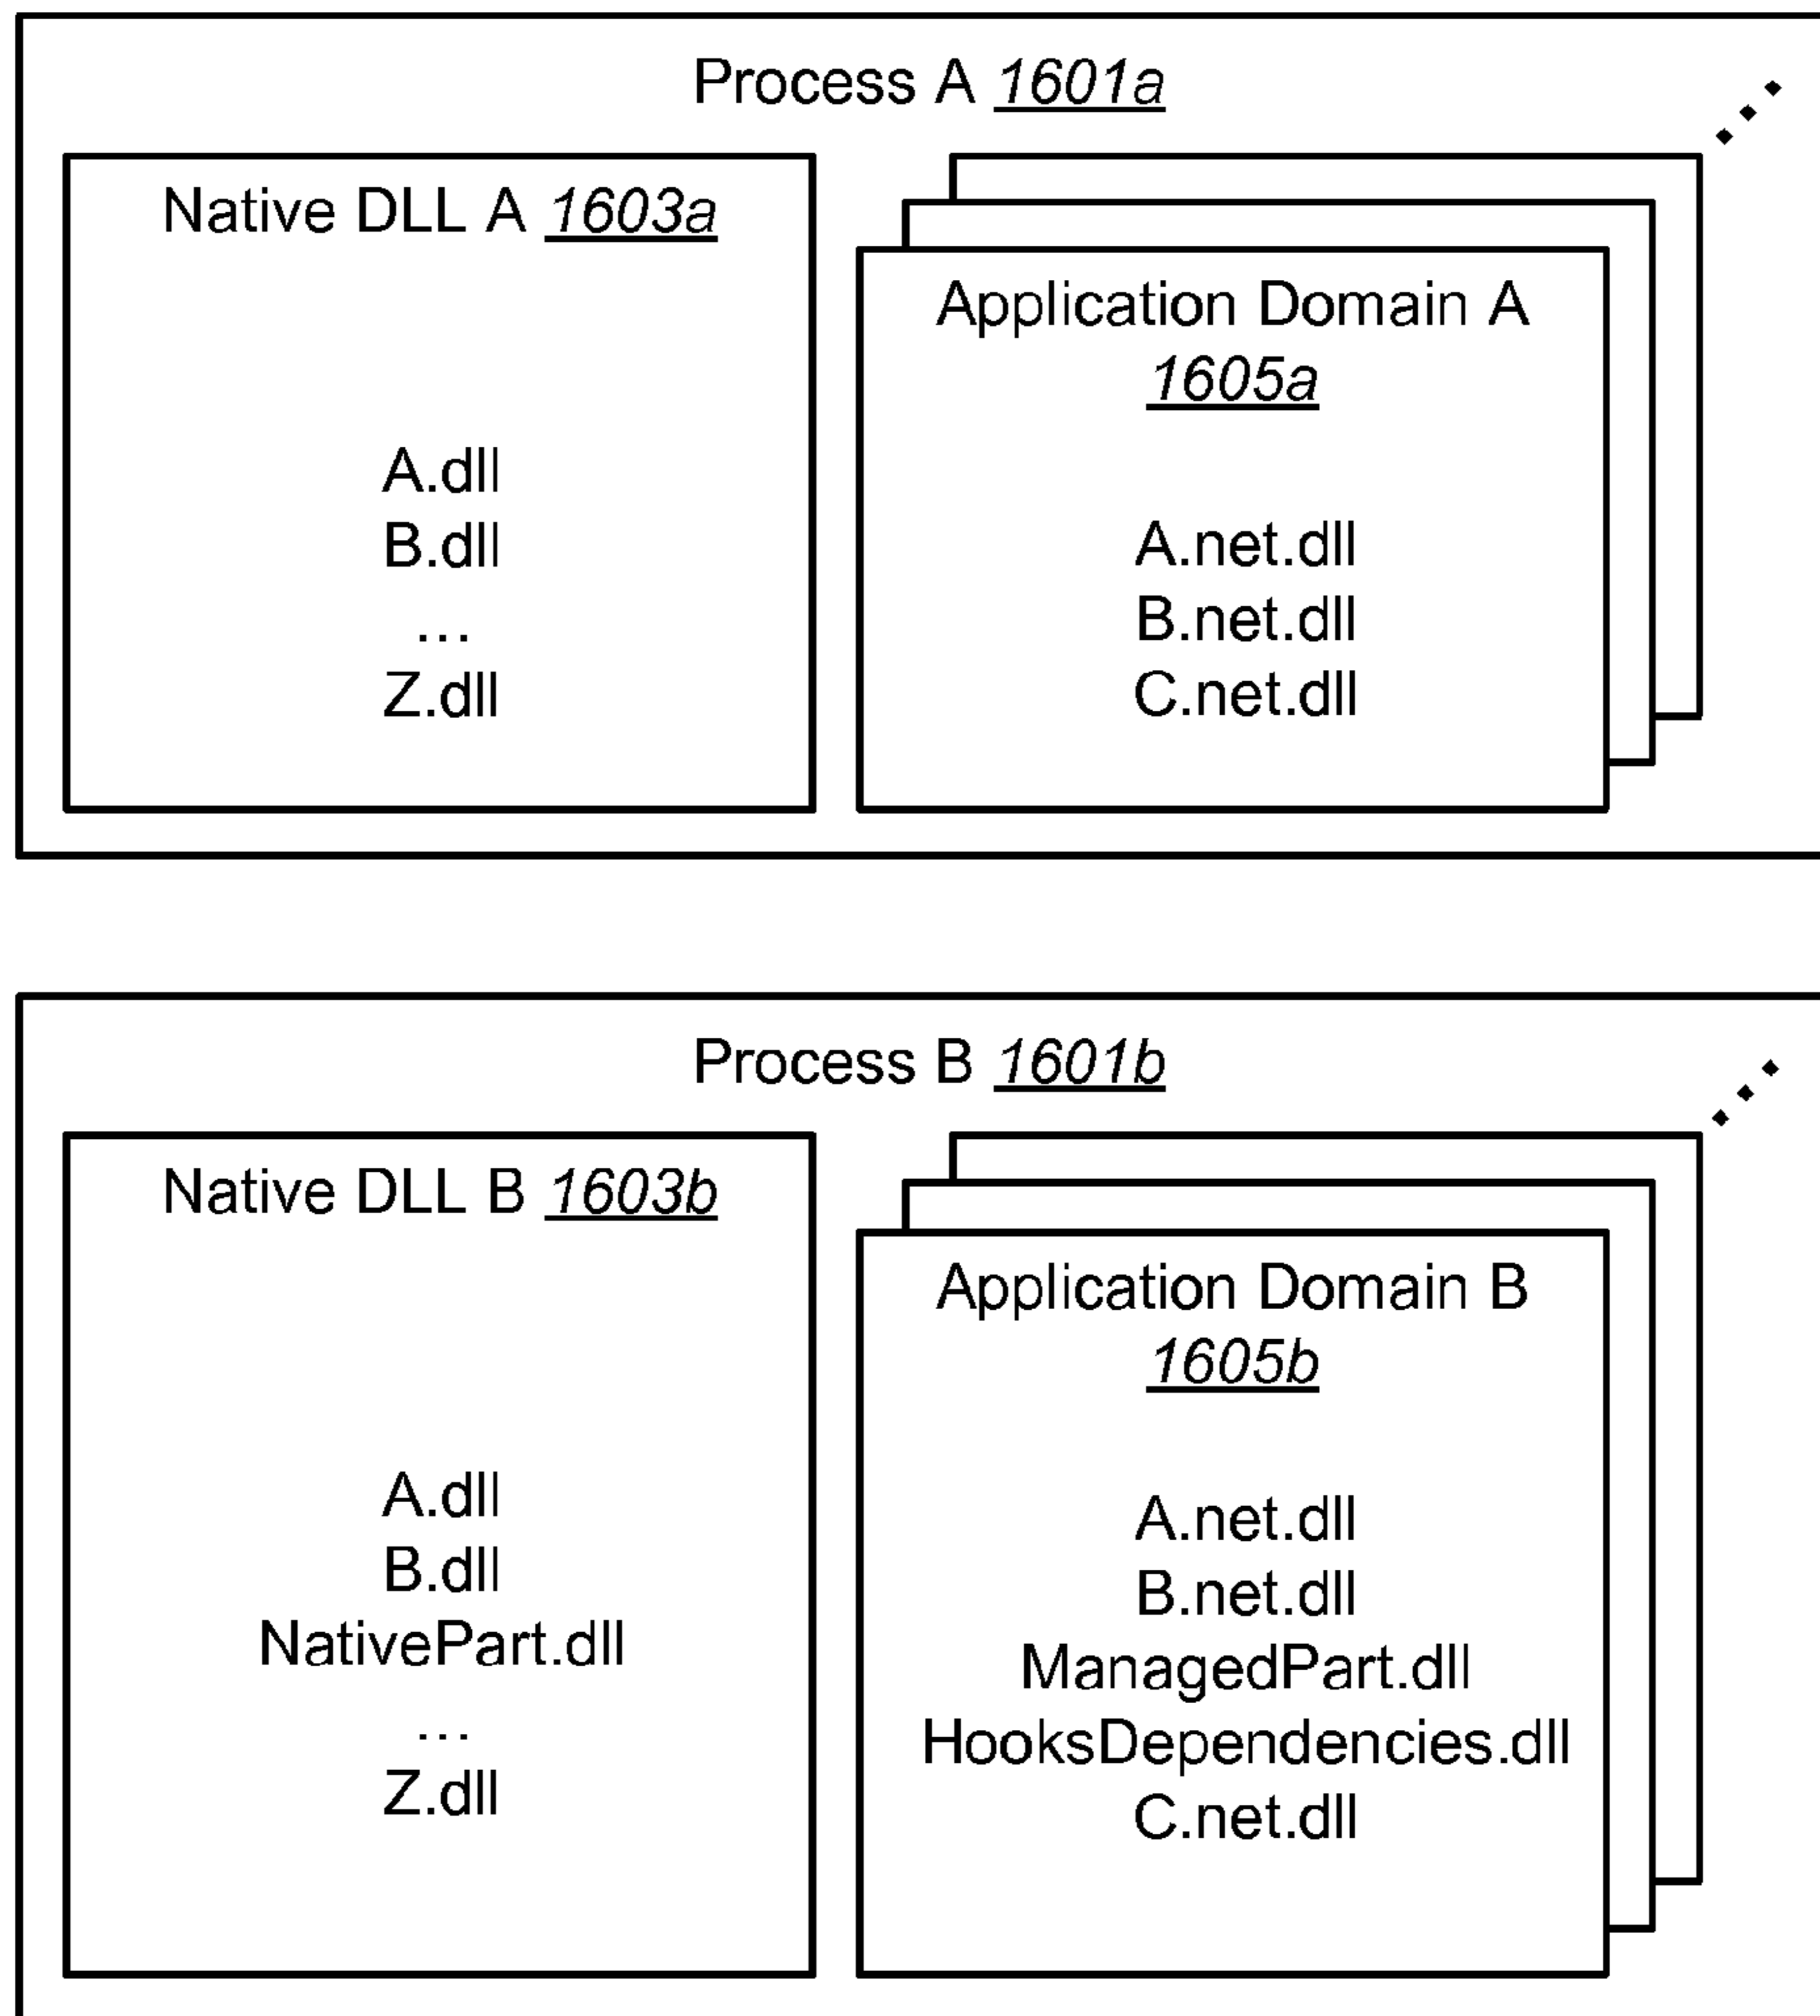 Process A 1601a
Native DLL A 1603a
A.dll
B.dll
...
Z.dll
Application Domain A
1605a
A.net.dll
B.net.dll
C.net.dll
Process B 1601b
Native DLL B 1603b
A.dll
B.dll
NativePart.dll
...
Z.dll
Application Domain B
1605b
A.net.dll
B.net.dll
ManagedPart.dll
HooksDependencies.dll
C.net.dll